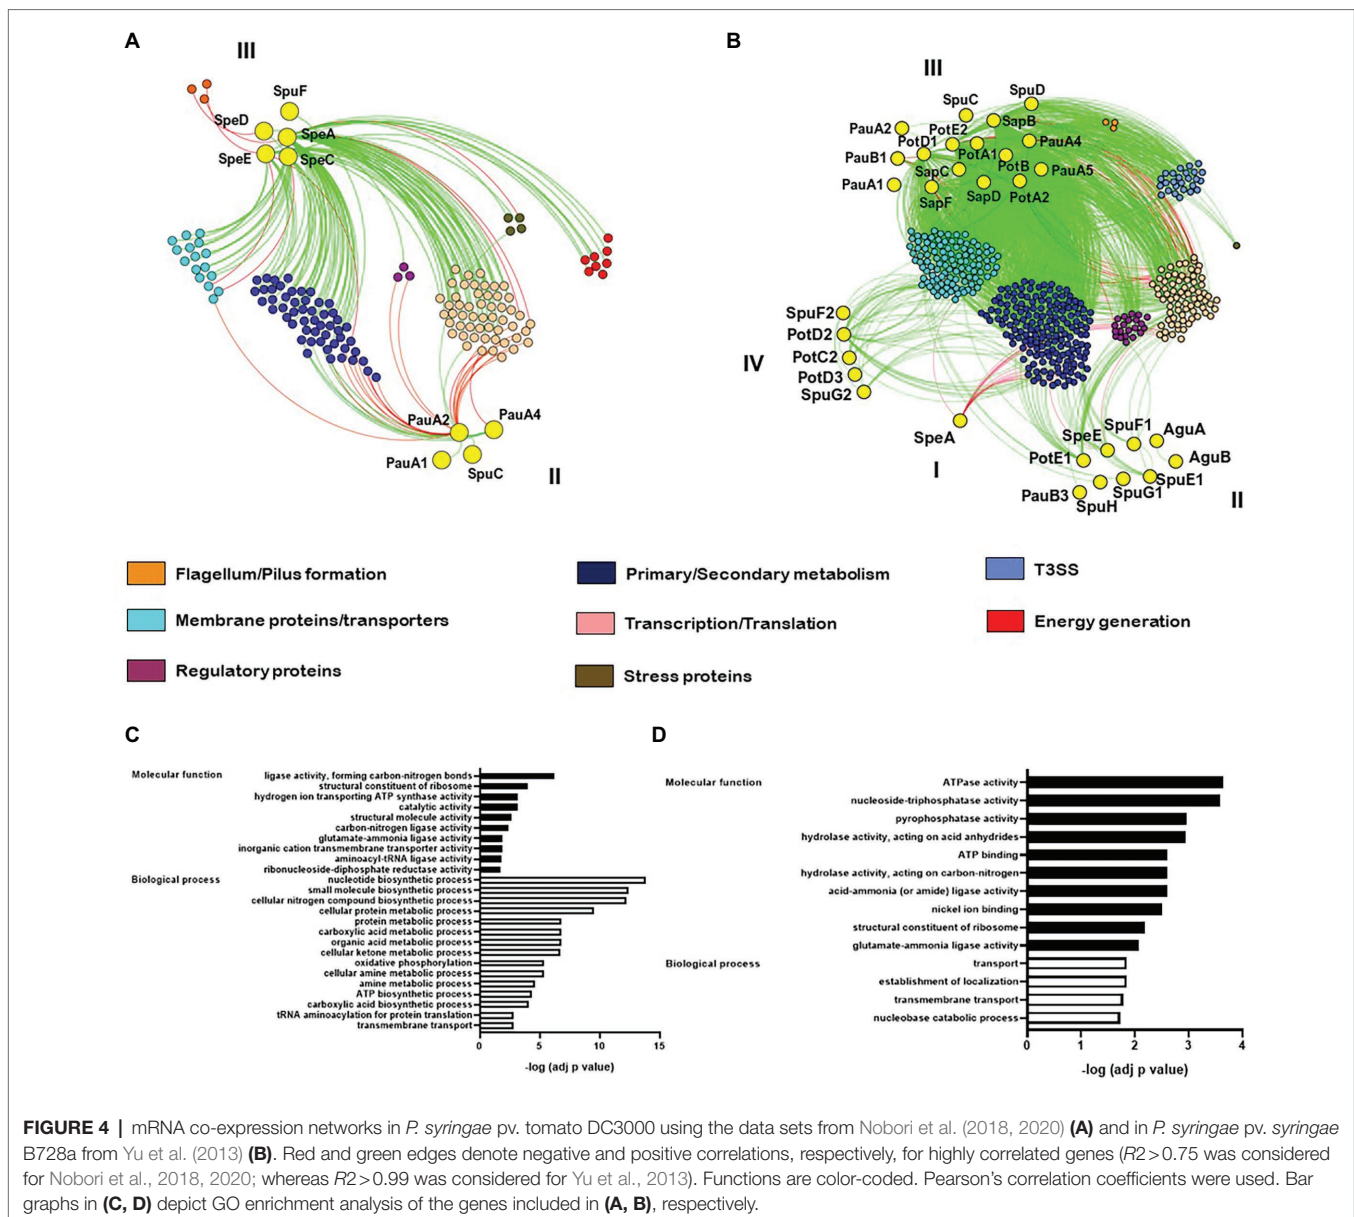 A
III
SpuF
SpeD
SpeA
SpeE
SpeC
PauA2
PauA4
PauA1
SpuC
II
B
III
SpuD
SpuC
SapB
PauA2
PotE2
PotD1
PauA4
PauB1
PotA1
PotB
SapC
PauA5
PauA1
SapF
SapD
PotA2
SpuF2
PotD2
IV
PotC2
PotD3
SpuG2
SpeA
I
SpuF1
AguA
SpeE
PotE1
AguB
SpuE1
PauB3
SpuG1
SpuH
II
Flagellum/Pilus formation
Primary/Secondary metabolism
T3SS
Membrane proteins/transporters
Transcription/Translation
Energy generation
Regulatory proteins
Stress proteins
C
Molecular function
ligase activity, forming carbon-nitrogen bonds
structural constituent of ribosome
hydrogen ion transporting ATP synthase activity
catalytic activity
structural molecule activity
carbon-nitrogen ligase activity
glutamate-ammonia ligase activity
inorganic cation transmembrane transporter activity
aminoacyl-tRNA ligase activity
ribonucleoside-diphosphate reductase activity
Biological process
nucleotide biosynthetic process
small molecule biosynthetic process
cellular nitrogen compound biosynthetic process
cellular protein metabolic process
protein metabolic process
carboxylic acid metabolic process
organic acid metabolic process
cellular ketone metabolic process
oxidative phosphorylation
cellular amine metabolic process
amine metabolic process
ATP biosynthetic process
carboxylic acid biosynthetic process
tRNA aminoacylation for protein translation
transmembrane transport
0 5 10 15
-log (adj p value)
D
Molecular function
ATPase activity
nucleoside-triphosphatase activity
pyrophosphatase activity
hydrolase activity, acting on acid anhydrides
ATP binding
hydrolase activity, acting on carbon-nitrogen
acid-ammonia (or amide) ligase activity
nickel ion binding
structural constituent of ribosome
glutamate-ammonia ligase activity
Biological process
transport
establishment of localization
transmembrane transport
nucleobase catabolic process
0 1 2 3 4
-log (adj p value)
FIGURE 4 | mRNA co-expression networks in P. syringae pv. tomato DC3000 using the data sets from Nobori et al. (2018, 2020) (A) and in P. syringae pv. syringae
B728a from Yu et al. (2013) (B). Red and green edges denote negative and positive correlations, respectively, for highly correlated genes (R2>0.75 was considered
for Nobori et al., 2018, 2020; whereas R2>0.99 was considered for Yu et al., 2013). Functions are color-coded. Pearson's correlation coefficients were used. Bar
graphs in (C, D) depict GO enrichment analysis of the genes included in (A, B), respectively.